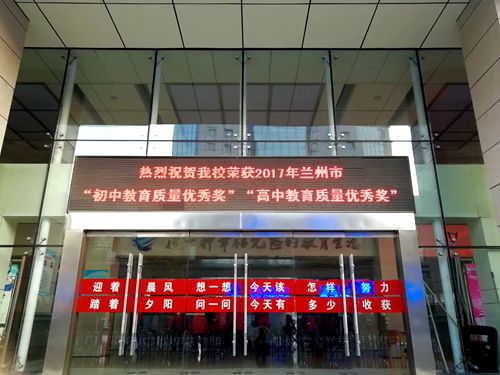 热烈祝贺我校荣获2017年兰州市
“初中教育质量优秀奖”“高中教育质量优秀奖”
迎着 晨风 想一想 今天该 怎样 努力
踏着 夕阳 问一问 今天有 多少 收获